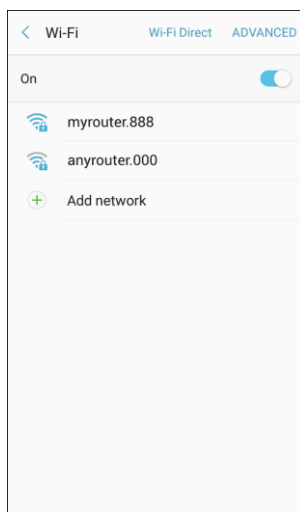 Wi-Fi Wi-Fi Direct ADVANCED
On
myrouter.888
anyrouter.000
Add network